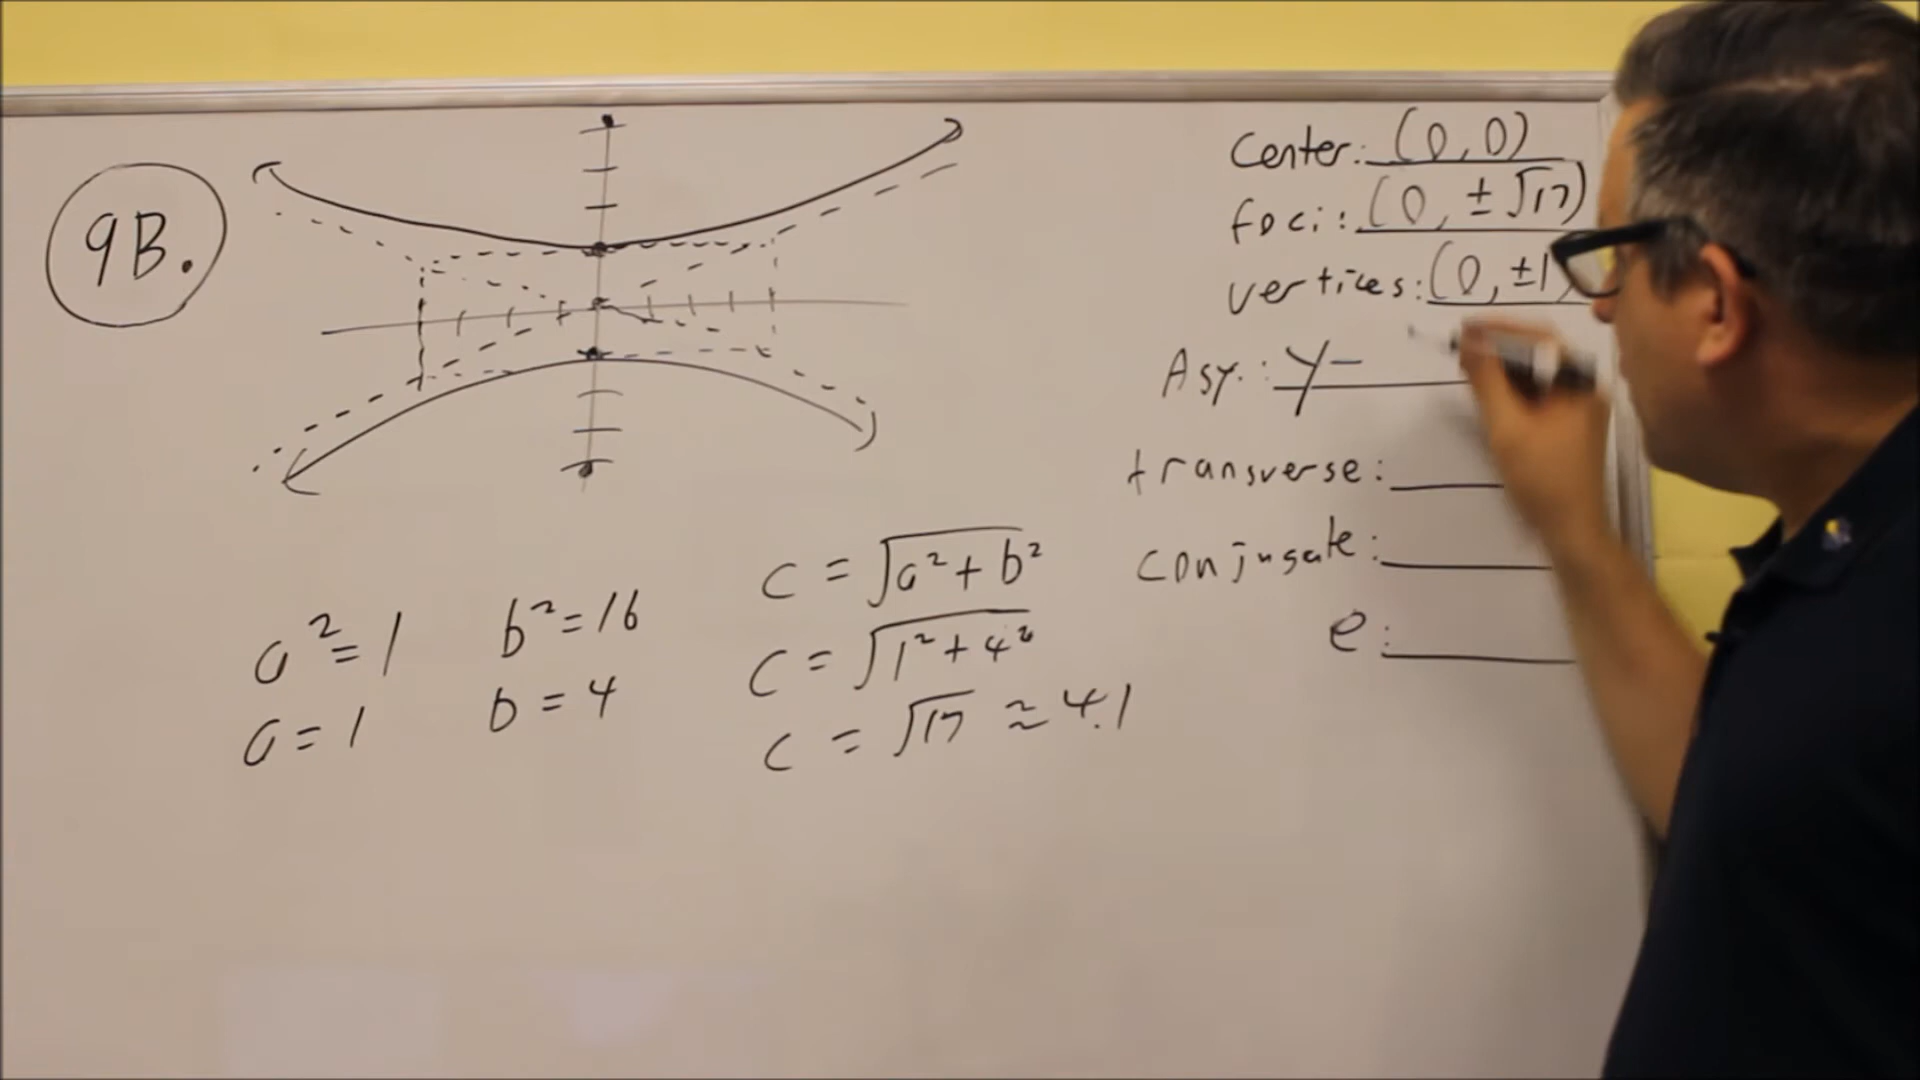 9B.
Center: (0,0)
foci: (0, ±√17)
vertices: (0, ±1)
Asy.: y=
transverse:
conjugate:
e:
a²=1
a=1
b²=16
b=4
c = √a²+b²
c = √1²+4²
c = √17 ≈ 4.1